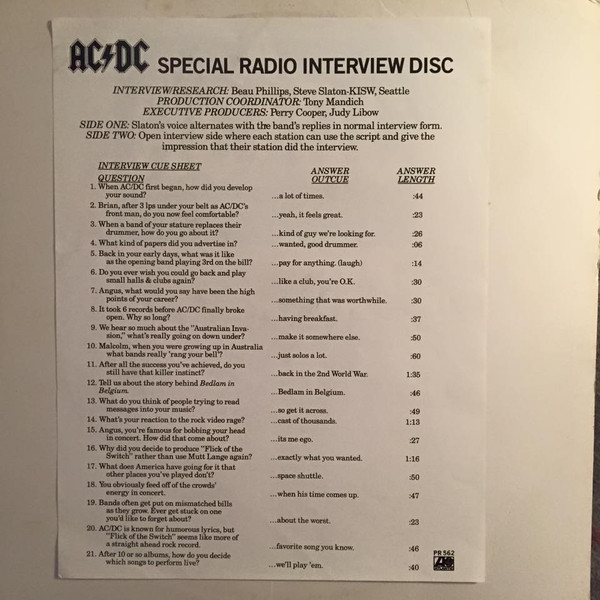 AC/DC SPECIAL RADIO INTERVIEW DISC
INTERVIEW/RESEARCH: Beau Phillips, Steve Slaton-KISW, Seattle
PRODUCTION COORDINATOR: Tony Mandich
EXECUTIVE PRODUCERS: Perry Cooper, Judy Libow
SIDE ONE: Slaton's voice alternates with the band's replies in normal interview form.
SIDE TWO: Open interview side where each station can use the script and give the
impression that their station did the interview.
INTERVIEW CUE SHEET
QUESTION ANSWER OUTCUE ANSWER LENGTH
1. When AC/DC first began, how did you develop
your sound? ...a lot of times. :44
2. Brian, after 3 lps under your belt as AC/DC's
front man, do you now feel comfortable? ...yeah, it feels great. :23
3. When a band of your stature replaces their
drummer, how do you go about it? ...kind of guy we're looking for. :26
4. What kind of papers did you advertise in? ...wanted, good drummer. :06
5. Back in your early days, what was it like
as the opening band playing 3rd on the bill? ...pay for anything. (laugh) :14
6. Do you ever wish you could go back and play
small halls & clubs again? ...like a club, you're O.K. :30
7. Angus, what would you say have been the high
points of your career? ...something that was worthwhile. :30
8. It took 6 records before AC/DC finally broke
open. Why so long? ...having breakfast. :37
9. We hear so much about the "Australian Inva-
sion," what's really going on down under? ...make it somewhere else. :50
10. Malcolm, when you were growing up in Australia
what bands really 'rang your bell'? ...just solos a lot. :60
11. After all the success you've achieved, do you
still have that killer instinct? ...back in the 2nd World War. 1:35
12. Tell us about the story behind Bedlam in
Belgium. ...Bedlam in Belgium. :46
13. What do you think of people trying to read
messages into your music? ...so get it across. :49
14. What's your reaction to the rock video rage? ...cast of thousands. 1:13
15. Angus, you're famous for bobbing your head
in concert. How did that come about? ...its me ego. :27
16. Why did you decide to produce "Flick of the
Switch" rather than use Mutt Lange again? ...exactly what you wanted. 1:16
17. What does America have going for it that
other places you've played don't? ...space shuttle. :50
18. You obviously feed off of the crowds'
energy in concert. ...when his time comes up. :47
19. Bands often get put on mismatched bills
as they grow. Ever get stuck on one
you'd like to forget about? ...about the worst. :23
20. AC/DC is known for humorous lyrics, but
"Flick of the Switch" seems like more of
a straight ahead rock record. ...favorite song you know. :46
21. After 10 or so albums, how do you decide
which songs to perform live? ...we'll play 'em. :40
PR 562